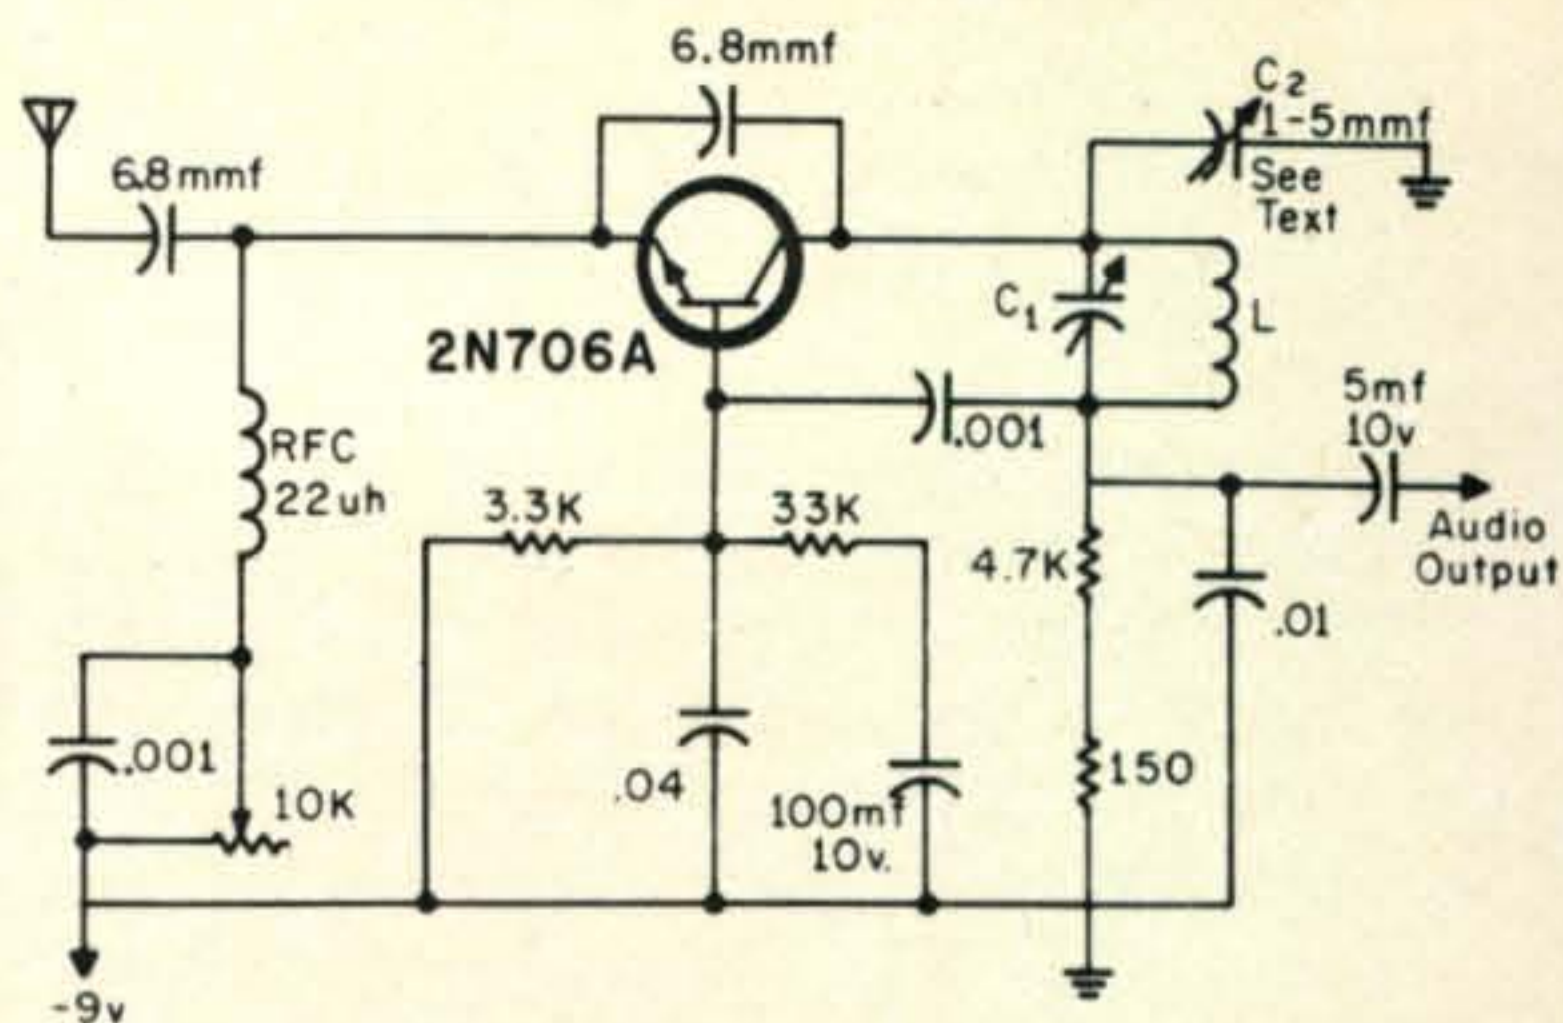 6.8mmf
C2
1-5mmf
See
Text
6.8mmf
C1
L
2N706A
.001
5mf
10v
RFC
22uh
3.3K
33K
4.7K
Audio
Output
.01
.001
10K
.04
100mf
10v.
150
-9v